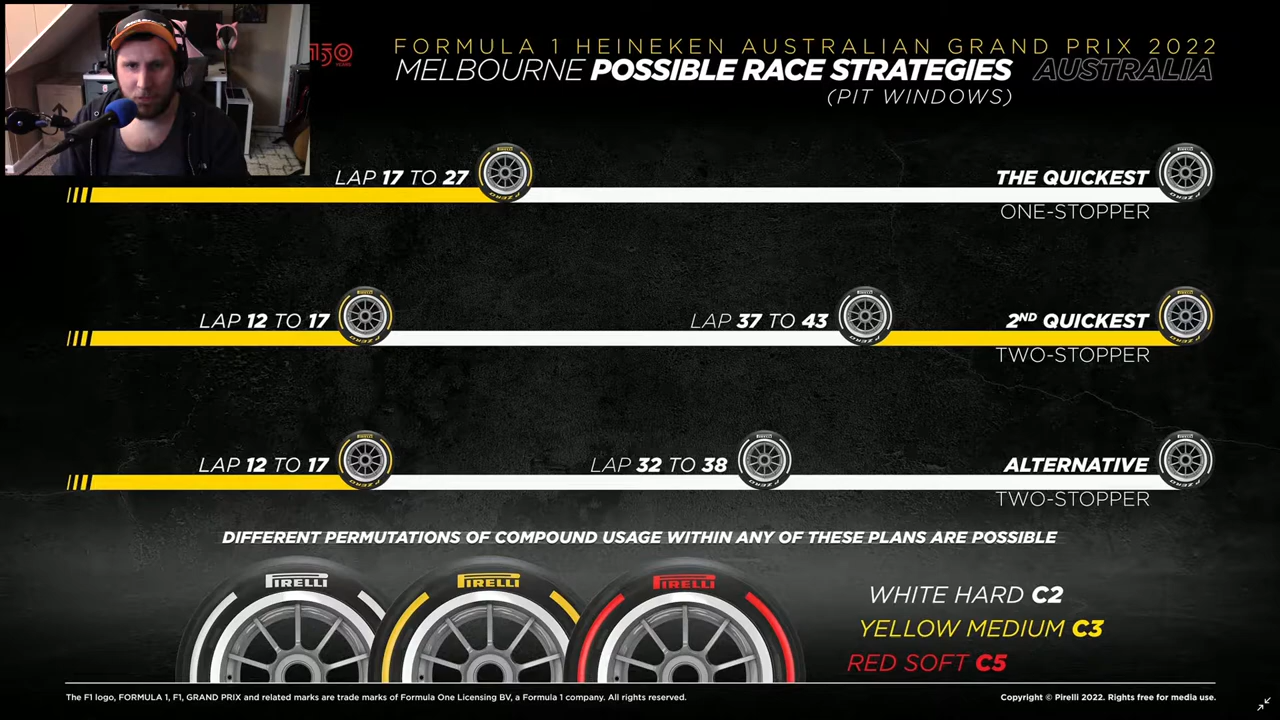 150
YEARS
FORMULA 1 HEINEKEN AUSTRALIAN GRAND PRIX 2022
MELBOURNE POSSIBLE RACE STRATEGIES AUSTRALIA
(PIT WINDOWS)
LAP 17 TO 27
THE QUICKEST
ONE-STOPPER
LAP 12 TO 17
LAP 37 TO 43
2ND QUICKEST
TWO-STOPPER
LAP 12 TO 17
LAP 32 TO 38
ALTERNATIVE
TWO-STOPPER
DIFFERENT PERMUTATIONS OF COMPOUND USAGE WITHIN ANY OF THESE PLANS ARE POSSIBLE
PIRELLI
PIRELLI
PIRELLI
WHITE HARD C2
YELLOW MEDIUM C3
RED SOFT C5
The F1 logo, FORMULA 1, F1, GRAND PRIX and related marks are trade marks of Formula One Licensing BV, a Formula 1 company. All rights reserved.
Copyright © Pirelli 2022. Rights free for media use.